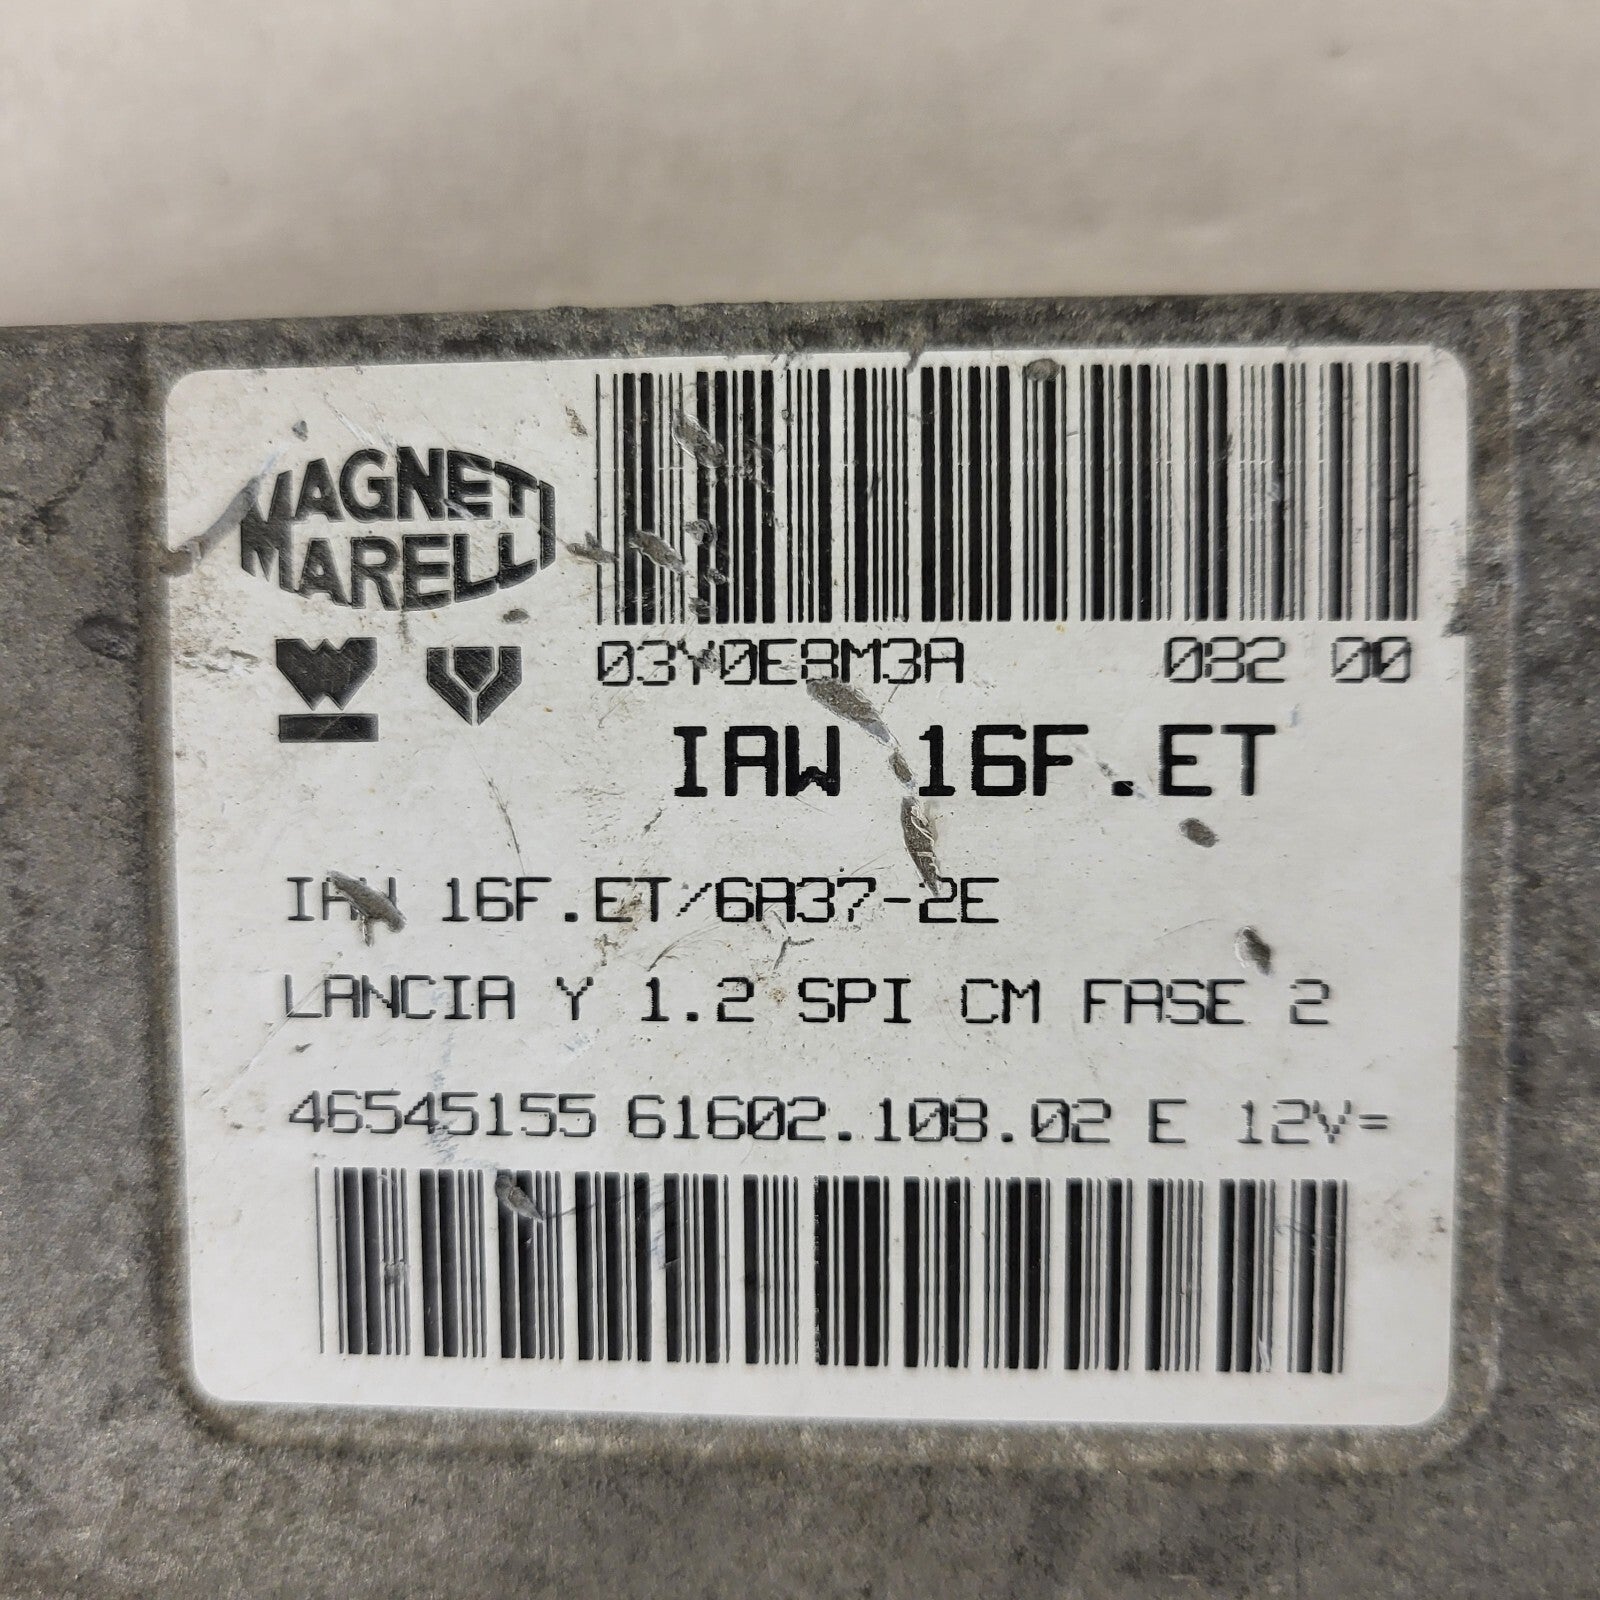 MAGNETI
MARELLI
03Y0E8M3A 082 00
IAW 16F.ET
IAW 16F.ET/6A37-2E
LANCIA Y 1.2 SPI CM FASE 2
46545155 61602.108.02 E 12V=